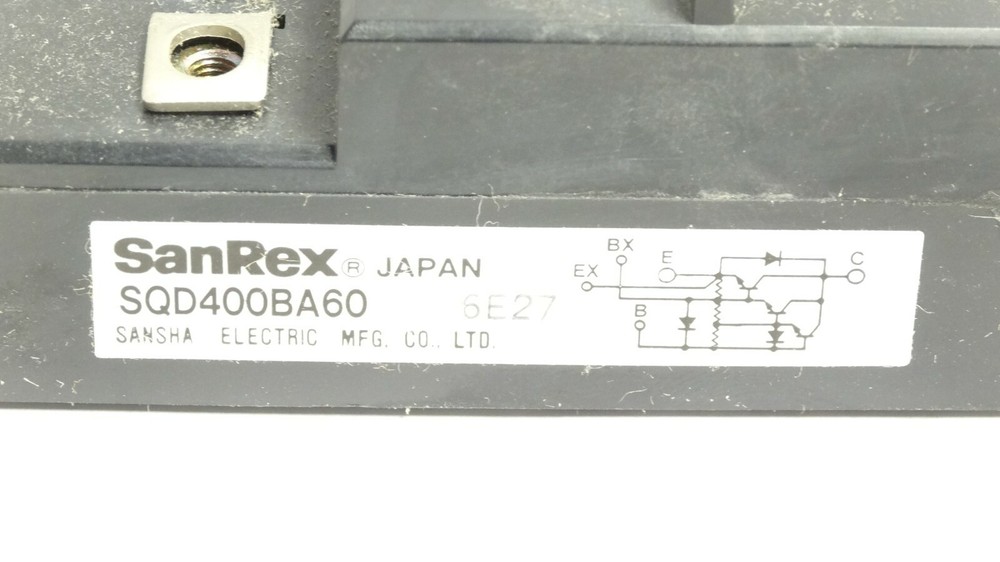 SanRex® JAPAN
SQD400BA60 6E27
SANSHA ELECTRIC MFG. CO., LTD.
BX
EX E C
B